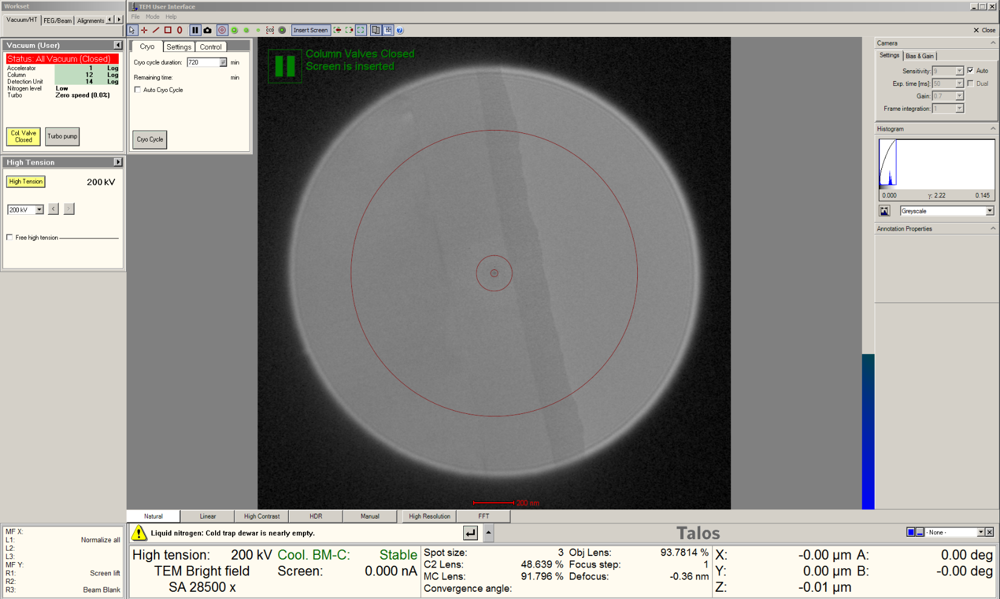 Workset
Vacuum/HT FEG/Beam Alignments
Vacuum (User)
Status: All Vacuum (Closed)
Accelerator 1 Log
Column 12 Log
Detection Unit 14 Log
Nitrogen level Low
Turbo Zero speed (0.0%)
Col. Valve
Closed
Turbo pump
High Tension
High Tension 200 kV
200 kV < >
Free high tension
MF X:
L1: Normalize all
L2:
L3:
MF Y:
R1: Screen lift
R2:
R3: Beam Blank
TEM User Interface
File Mode Help
Insert Screen
Close
Cryo Settings Control
Cryo cycle duration: 720 min
Remaining time: min
Auto Cryo Cycle
Cryo Cycle
Column Valves Closed
Screen is inserted
200 nm
Camera
Settings Bias & Gain
Sensitivity: 9 Auto
Exp. time [ms]: 50 Dual
Gain: 0.7
Frame integration: 1
Histogram
0.000 γ: 2.22 0.145
Greyscale
Annotation Properties
Natural Linear High Contrast HDR Manual High Resolution FFT
Liquid nitrogen: Cold trap dewar is nearly empty.
Talos
- None -
High tension: 200 kV Cool. BM-C: Stable
TEM Bright field Screen: 0.000 nA
SA 28500 x
Spot size: 3 Obj Lens: 93.7814 %
C2 Lens: 48.639 % Focus step: 1
MC Lens: 91.796 % Defocus: -0.36 nm
Convergence angle:
X: -0.00 µm A: 0.00 deg
Y: 0.00 µm B: -0.00 deg
Z: -0.01 µm